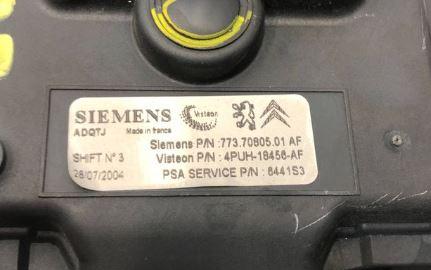 SIEMENS Visteon
ADQTJ Made in france
Siemens P/N :773.70805.01 AF
SHIFT N° 3 Visteon P/N : 4PUH-18456-AF
28/07/2004 PSA SERVICE P/N : 6441S3